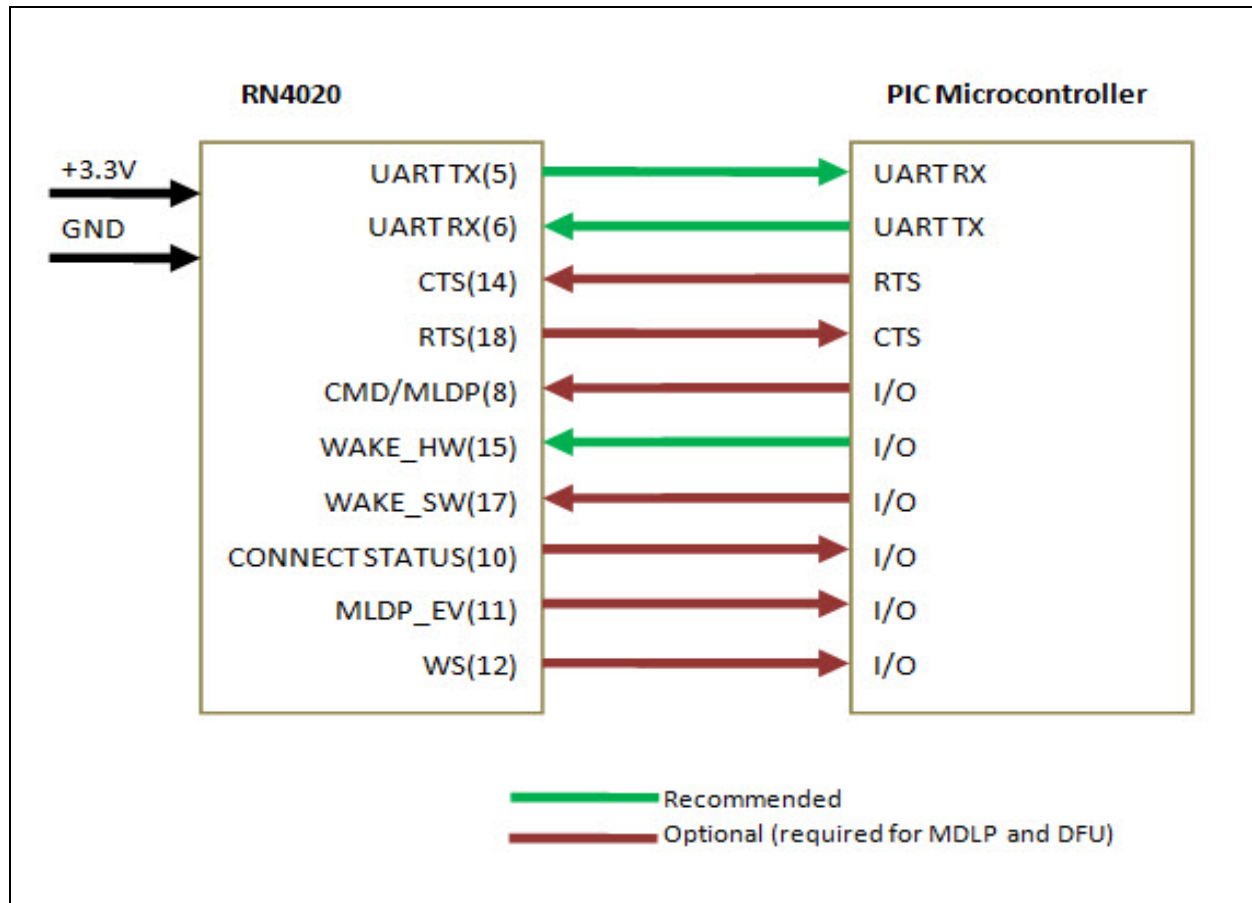 RN4020
PIC Microcontroller
+3.3V
GND
UART TX(5)
UART RX
UART RX(6)
UART TX
CTS(14)
RTS
RTS(18)
CTS
CMD/MLDP(8)
I/O
WAKE_HW(15)
I/O
WAKE_SW(17)
I/O
CONNECT STATUS(10)
I/O
MLDP_EV(11)
I/O
WS(12)
I/O
Recommended
Optional (required for MDLP and DFU)